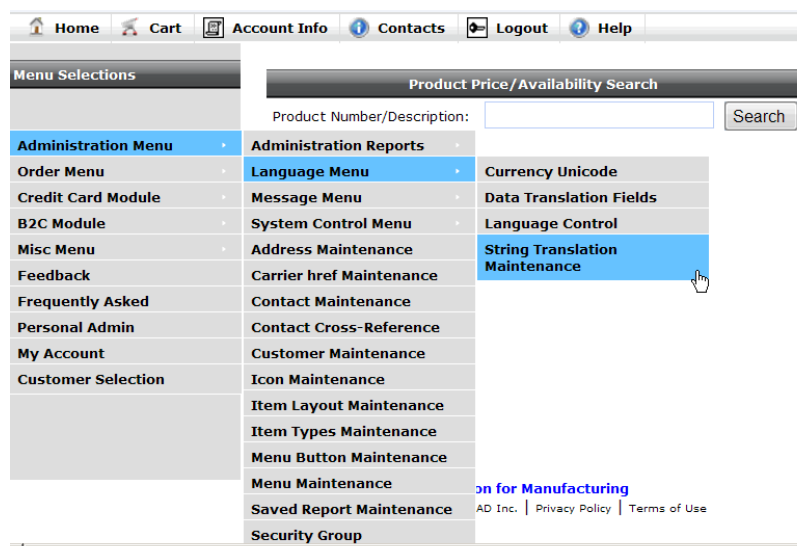 Home Cart Account Info Contacts Logout Help
Menu Selections
Product Price/Availability Search
Product Number/Description: Search
Administration Menu
Order Menu
Credit Card Module
B2C Module
Misc Menu
Feedback
Frequently Asked
Personal Admin
My Account
Customer Selection
Administration Reports
Language Menu
Message Menu
System Control Menu
Address Maintenance
Carrier href Maintenance
Contact Maintenance
Contact Cross-Reference
Customer Maintenance
Icon Maintenance
Item Layout Maintenance
Item Types Maintenance
Menu Button Maintenance
Menu Maintenance
Saved Report Maintenance
Security Group
Currency Unicode
Data Translation Fields
Language Control
String Translation
Maintenance
on for Manufacturing
AD Inc. | Privacy Policy | Terms of Use